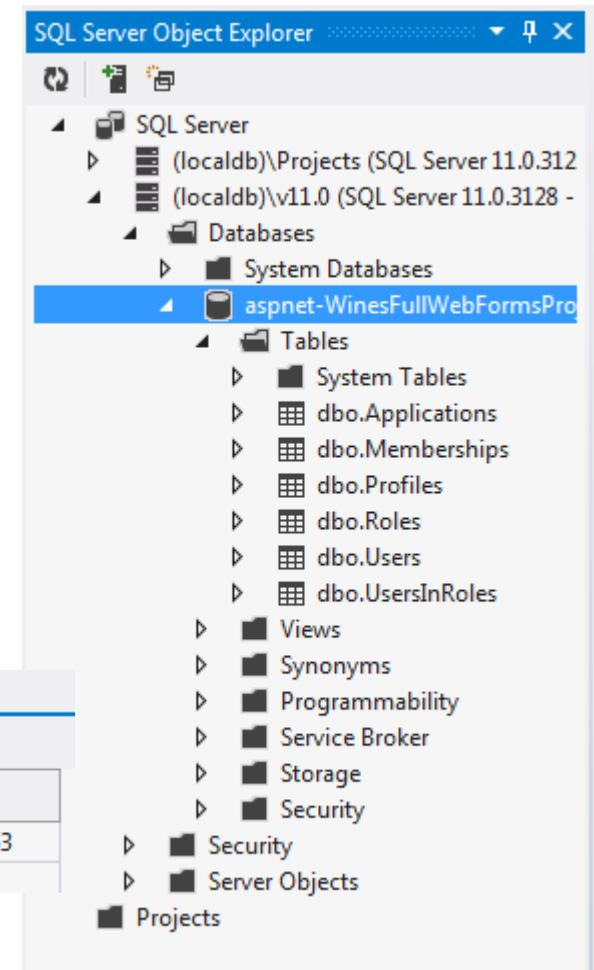 SQL Server Object Explorer
SQL Server
(localdb)\Projects (SQL Server 11.0.312
(localdb)\v11.0 (SQL Server 11.0.3128 -
Databases
System Databases
aspnet-WinesFullWebFormsPro
Tables
System Tables
dbo.Applications
dbo.Memberships
dbo.Profiles
dbo.Roles
dbo.Users
dbo.UsersInRoles
Views
Synonyms
Programmability
Service Broker
Storage
Security
3
Security
Server Objects
Projects